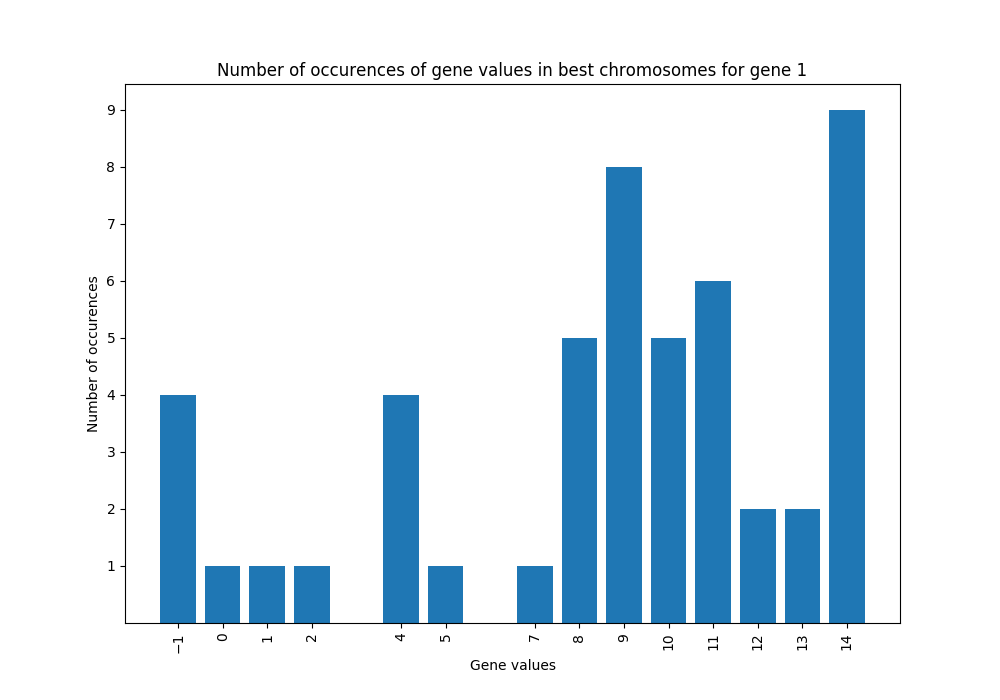 Number of occurences of gene values in best chromosomes for gene 1
9
8
7
6
5
4
3
2
1
Number of occurences
−1 0 1 2 4 5 7 8 9 10 11 12 13 14
Gene values